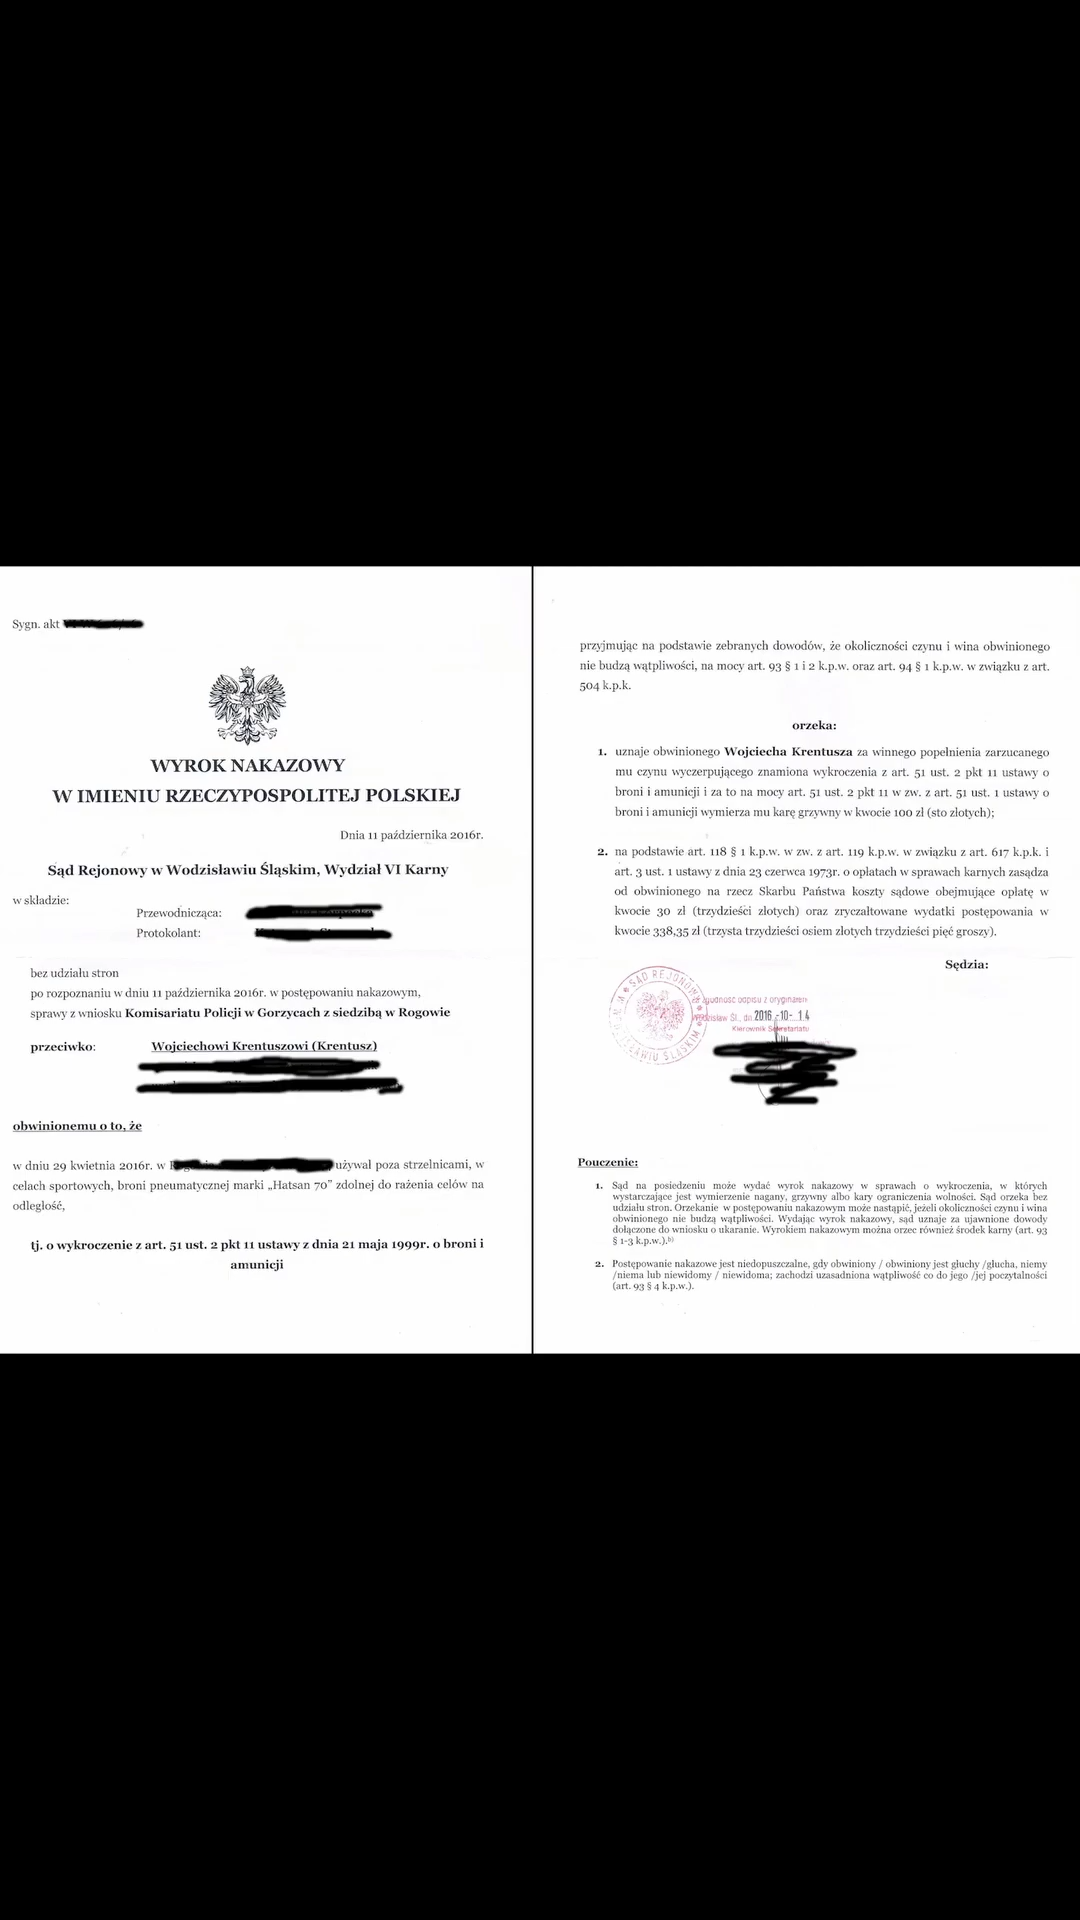 Sygn. akt
WYROK NAKAZOWY
W IMIENIU RZECZYPOSPOLITEJ POLSKIEJ
Dnia 11 października 2016r.
Sąd Rejonowy w Wodzisławiu Śląskim, Wydział VI Karny
w składzie:
Przewodnicząca:
Protokolant:
bez udziału stron
po rozpoznaniu w dniu 11 października 2016r. w postępowaniu nakazowym,
sprawy z wniosku Komisariatu Policji w Gorzycach z siedzibą w Rogowie
przeciwko: Wojciechowi Krentuszowi (Krentusz)
obwinionemu o to, że
w dniu 29 kwietnia 2016r. w używał poza strzelnicami, w
celach sportowych, broni pneumatycznej marki „Hatsan 70” zdolnej do rażenia celów na
odległość,
tj. o wykroczenie z art. 51 ust. 2 pkt 11 ustawy z dnia 21 maja 1999r. o broni i
amunicji
przyjmując na podstawie zebranych dowodów, że okoliczności czynu i wina obwinionego
nie budzą wątpliwości, na mocy art. 93 § 1 i 2 k.p.w. oraz art. 94 § 1 k.p.w. w związku z art.
504 k.p.k.
orzeka:
1. uznaje obwinionego Wojciecha Krentusza za winnego popełnienia zarzucanego
mu czynu wyczerpującego znamiona wykroczenia z art. 51 ust. 2 pkt 11 ustawy o
broni i amunicji i za to na mocy art. 51 ust. 2 pkt 11 w zw. z art. 51 ust. 1 ustawy o
broni i amunicji wymierza mu karę grzywny w kwocie 100 zł (sto złotych);
2. na podstawie art. 118 § 1 k.p.w. w zw. z art. 119 k.p.w. w związku z art. 617 k.p.k. i
art. 3 ust. 1 ustawy z dnia 23 czerwca 1973r. o opłatach w sprawach karnych zasądza
od obwinionego na rzecz Skarbu Państwa koszty sądowe obejmujące opłatę w
kwocie 30 zł (trzydzieści złotych) oraz zryczałtowane wydatki postępowania w
kwocie 338,35 zł (trzysta trzydzieści osiem złotych trzydzieści pięć groszy).
Sędzia:
SĄD REJONOWY W WODZISŁAWIU ŚLĄSKIM
zgodność odpisu z oryginałem
Wodzisław Śl., dn. 2016 -10- 14
Kierownik Sekretariatu
Pouczenie:
1. Sąd na posiedzeniu może wydać wyrok nakazowy w sprawach o wykroczenia, w których
wystarczające jest wymierzenie nagany, grzywny albo kary ograniczenia wolności. Sąd orzeka bez
udziału stron. Orzekanie w postępowaniu nakazowym może nastąpić, jeżeli okoliczności czynu i wina
obwinionego nie budzą wątpliwości. Wydając wyrok nakazowy, sąd uznaje za ujawnione dowody
dołączone do wniosku o ukaranie. Wyrokiem nakazowym można orzec również środek karny (art. 93
§ 1-3 k.p.w.).b)
2. Postępowanie nakazowe jest niedopuszczalne, gdy obwiniony / obwiniony jest głuchy /głucha, niemy
/niema lub niewidomy / niewidoma; zachodzi uzasadniona wątpliwość co do jego /jej poczytalności
(art. 93 § 4 k.p.w.).